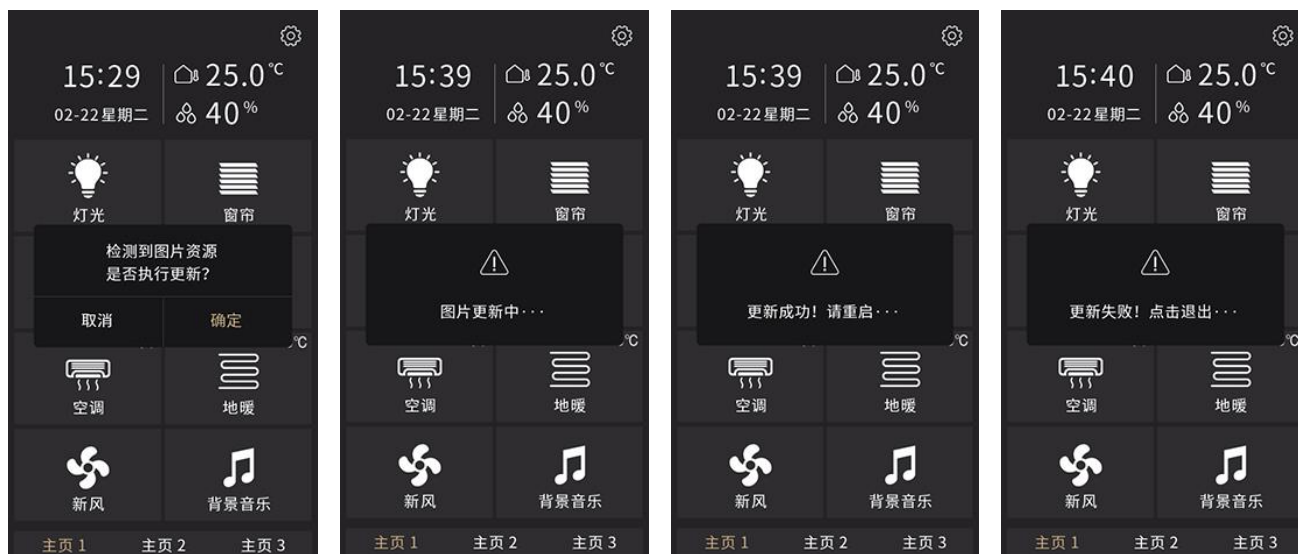 15:29
25.0℃
02-22星期二
40%
灯光
窗帘
检测到图片资源
是否执行更新？
取消
确定
℃
空调
地暖
新风
背景音乐
主页 1
主页 2
主页 3
15:39
25.0℃
02-22星期二
40%
灯光
窗帘
图片更新中···
℃
空调
地暖
新风
背景音乐
主页 1
主页 2
主页 3
15:39
25.0℃
02-22星期二
40%
灯光
窗帘
更新成功！请重启···
℃
空调
地暖
新风
背景音乐
主页 1
主页 2
主页 3
15:40
25.0℃
02-22星期二
40%
灯光
窗帘
更新失败！点击退出···
℃
空调
地暖
新风
背景音乐
主页 1
主页 2
主页 3